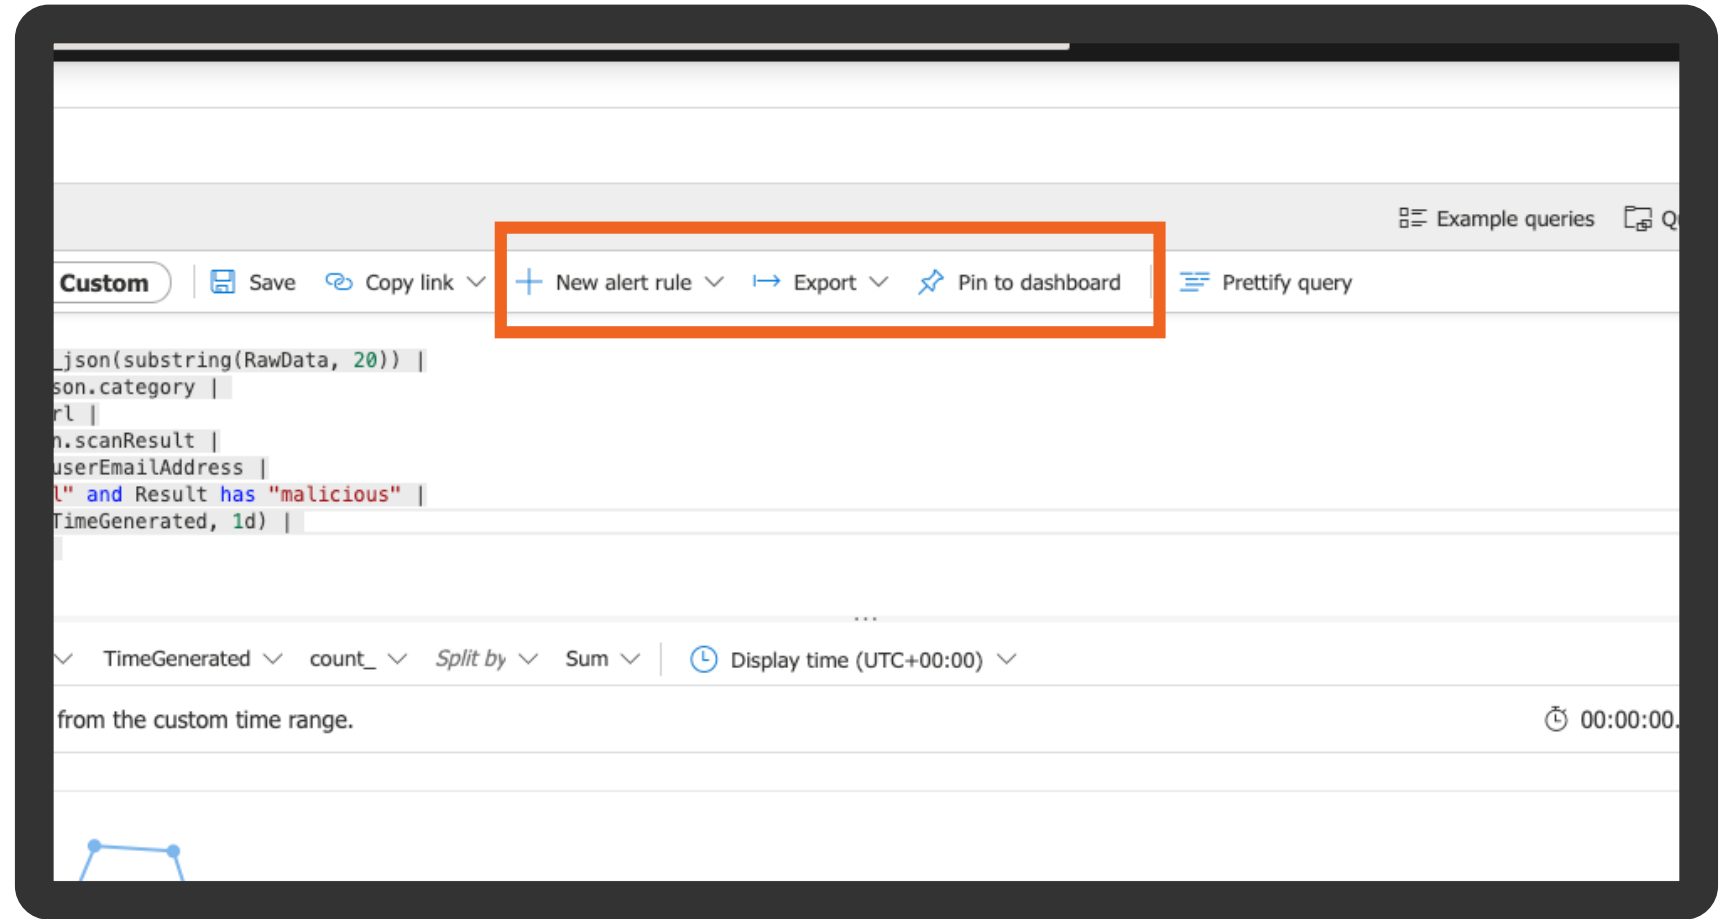 Example queries
Custom Save Copy link New alert rule Export Pin to dashboard Prettify query
_json(substring(RawData, 20)) |
son.category |
rl |
n.scanResult |
userEmailAddress |
l" and Result has "malicious" |
TimeGenerated, 1d) |
...
TimeGenerated count_ Split by Sum Display time (UTC+00:00)
from the custom time range. 00:00:00.